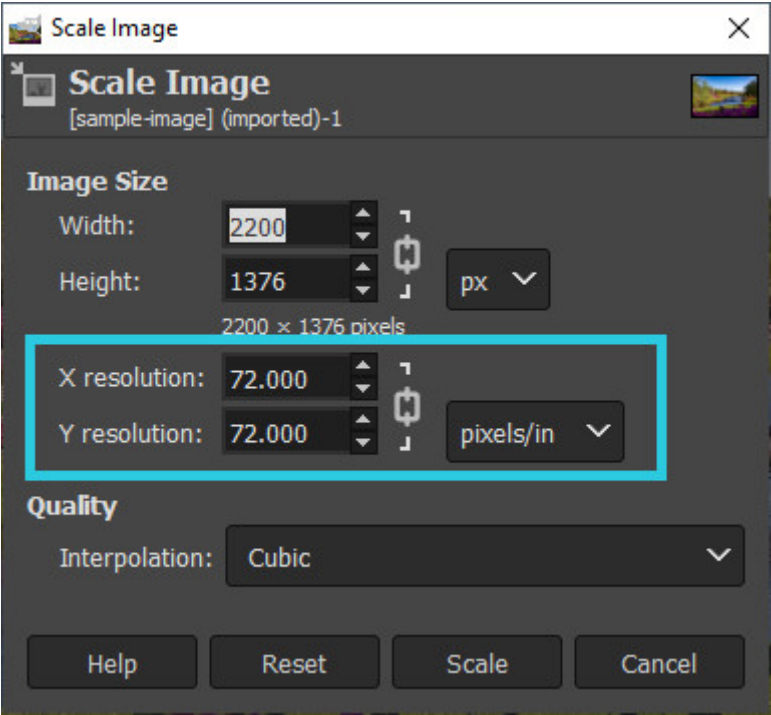 Scale Image
Scale Image
[sample-image] (imported)-1
Image Size
Width: 2200
Height: 1376 px
2200 × 1376 pixels
X resolution: 72.000
Y resolution: 72.000 pixels/in
Quality
Interpolation: Cubic
Help Reset Scale Cancel